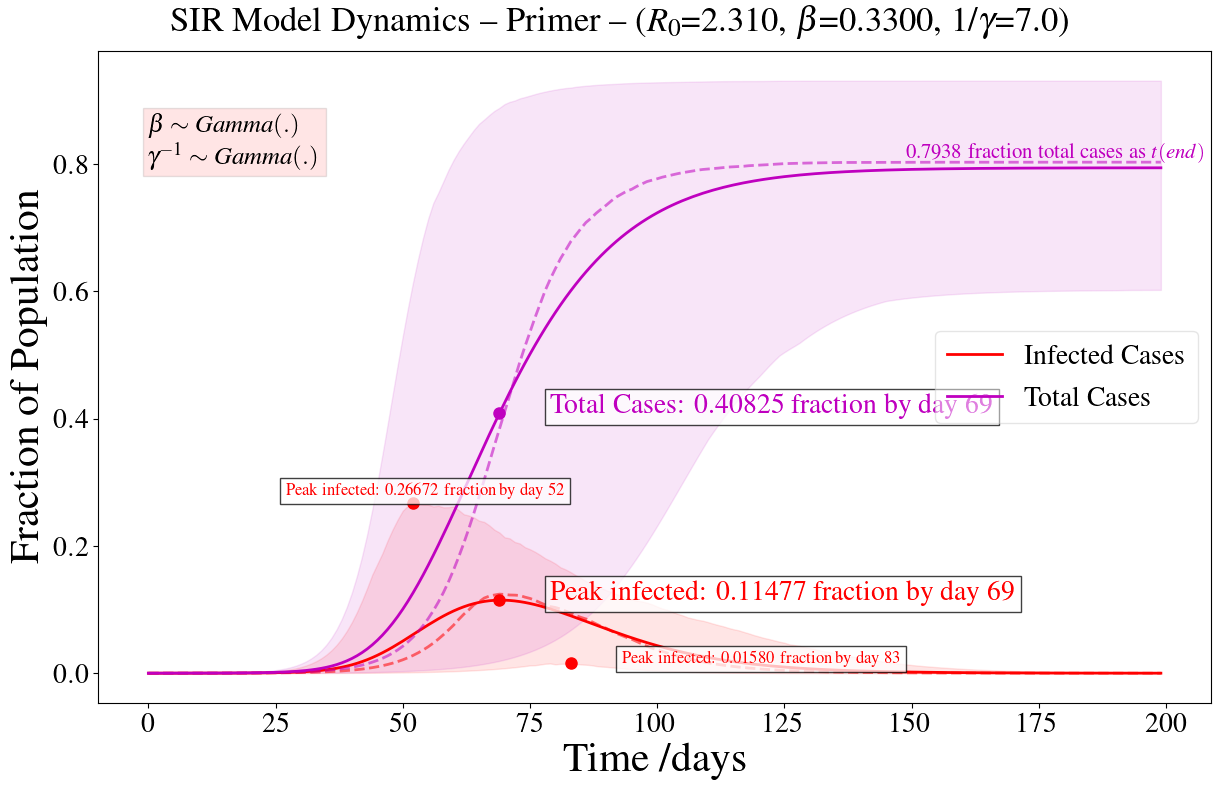 SIR Model Dynamics – Primer – (R₀=2.310, β=0.3300, 1/γ=7.0)
β ∼ Gamma(.)
γ⁻¹ ∼ Gamma(.)
0.7938 fraction total cases as t(end)
Infected Cases
Total Cases
Total Cases: 0.40825 fraction by day 69
Peak infected: 0.26672 fraction by day 52
Peak infected: 0.11477 fraction by day 69
Peak infected: 0.01580 fraction by day 83
Fraction of Population
0.8
0.6
0.4
0.2
0.0
0 25 50 75 100 125 150 175 200
Time /days